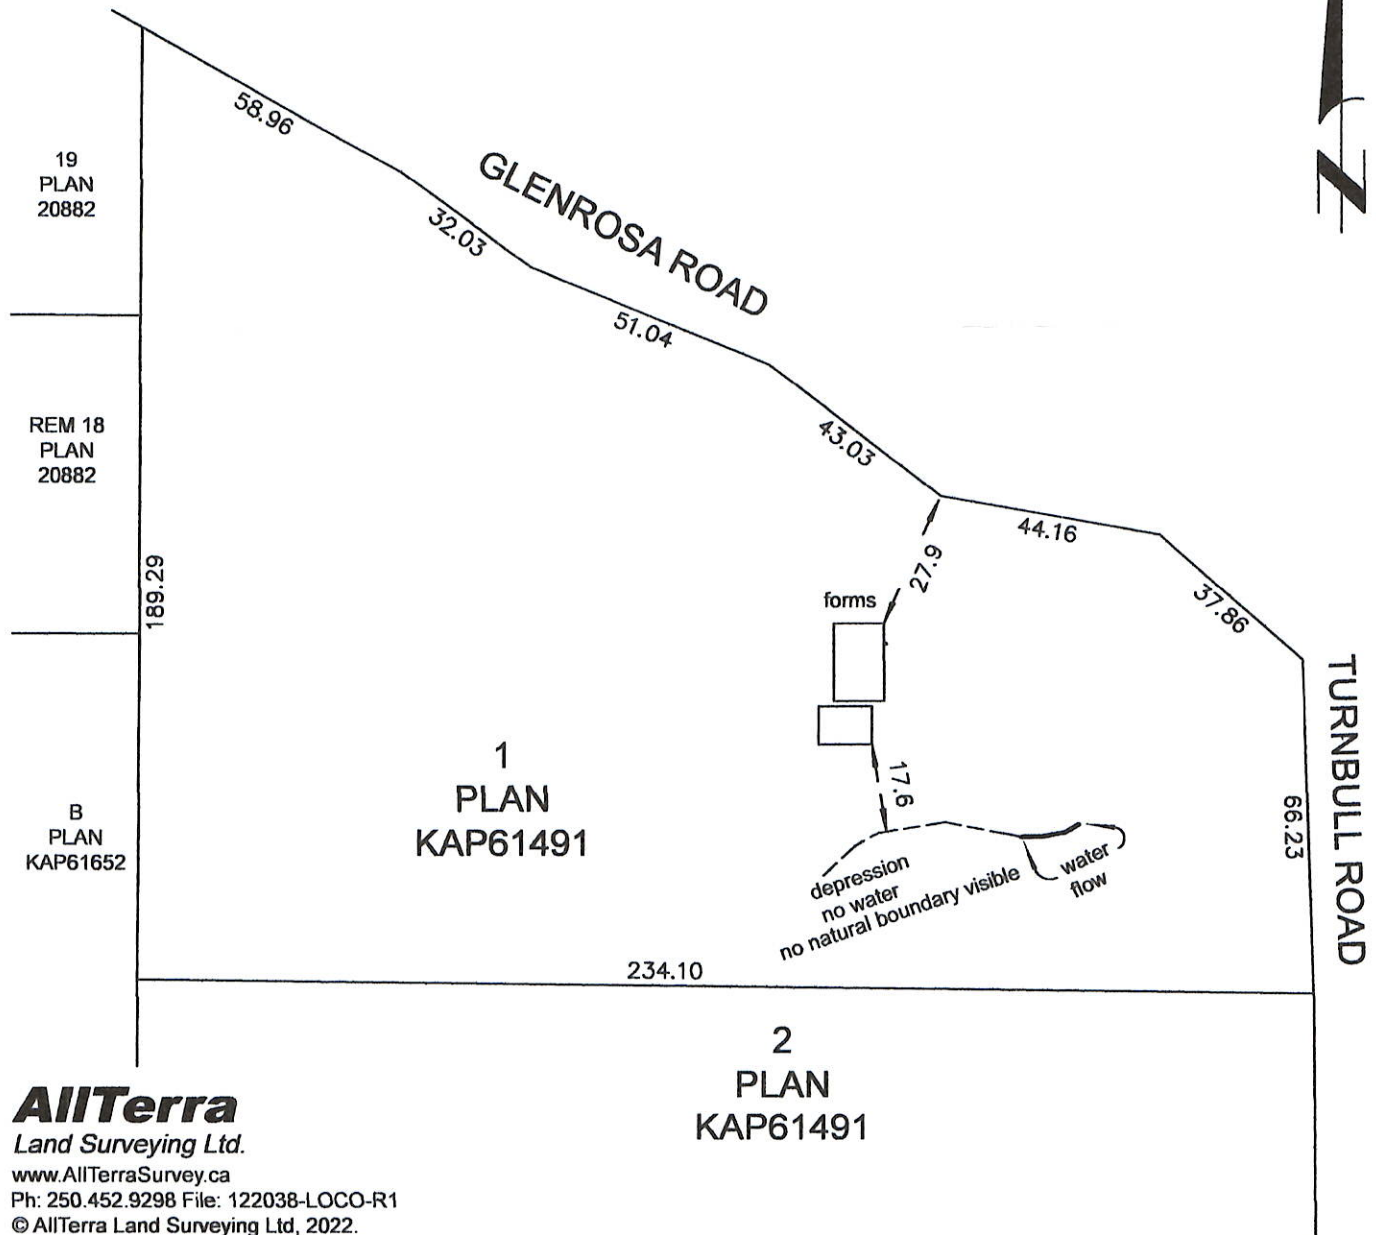 N
58.96
19
PLAN
20882
GLENROSA ROAD
32.03
51.04
REM 18
PLAN
20882
43.03
44.16
27.9
189.29
forms
37.86
TURNBULL ROAD
1
PLAN
KAP61491
17.6
66.23
B
PLAN
KAP61652
depression
no water
no natural boundary visible
water
flow
234.10
2
PLAN
KAP61491
AllTerra
Land Surveying Ltd.
www.AllTerraSurvey.ca
Ph: 250.452.9298 File: 122038-LOCO-R1
© AllTerra Land Surveying Ltd, 2022.